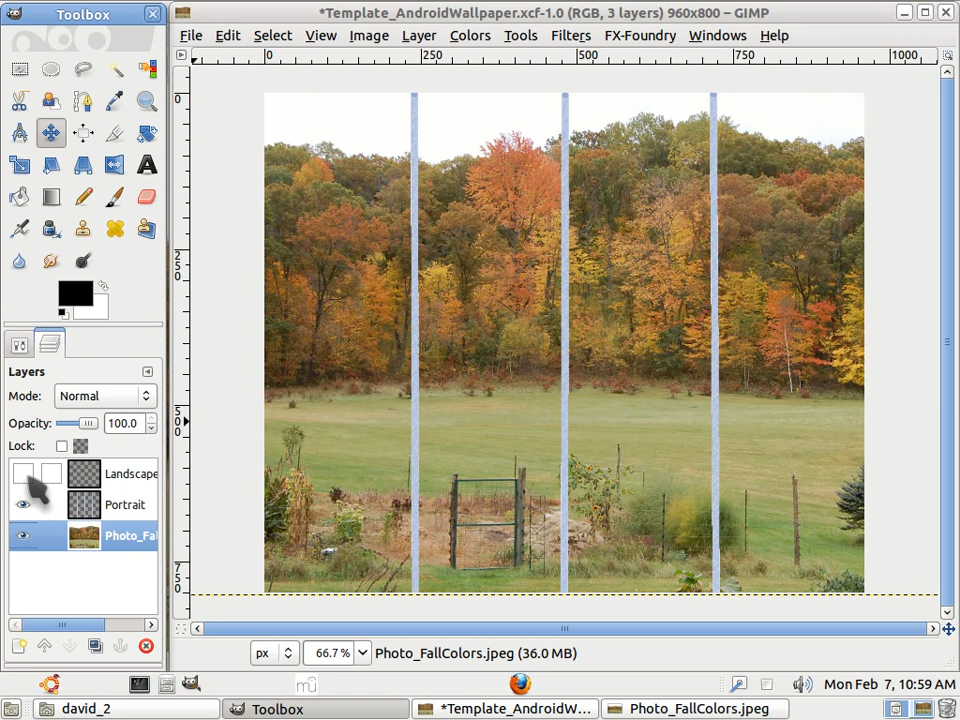 Toolbox
*Template_AndroidWallpaper.xcf-1.0 (RGB, 3 layers) 960x800 – GIMP
File Edit Select View Image Layer Colors Tools Filters FX-Foundry Windows Help
0 250 500 750 1000
0
250
500
750
Layers
Mode: Normal
Opacity: 100.0
Lock:
Landscape
Portrait
Photo_Fal
px 66.7% Photo_FallColors.jpeg (36.0 MB)
Mon Feb 7, 10:59 AM
david_2 Toolbox *Template_AndroidW... Photo_FallColors.jpeg